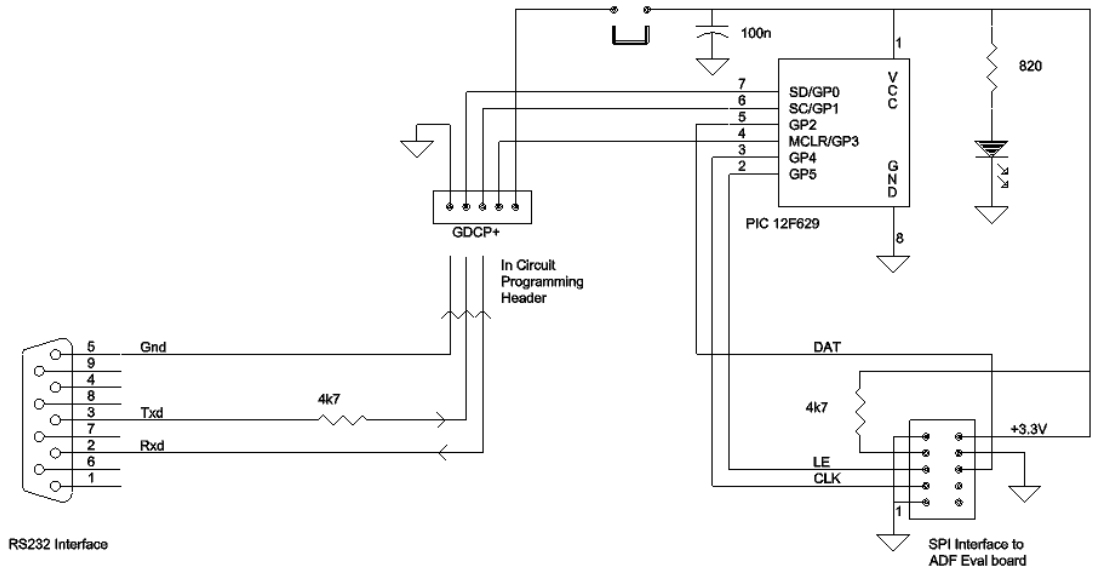 100n
820
1
VCC
7 SD/GP0
6 SC/GP1
5 GP2
4 MCLR/GP3
3 GP4
2 GP5
GND
PIC 12F629
8
GDCP+
In Circuit
Programming
Header
5 Gnd
9
4
8
3 Txd
4k7
7
2 Rxd
6
1
RS232 Interface
DAT
4k7
+3.3V
LE
CLK
1
SPI Interface to
ADF Eval board